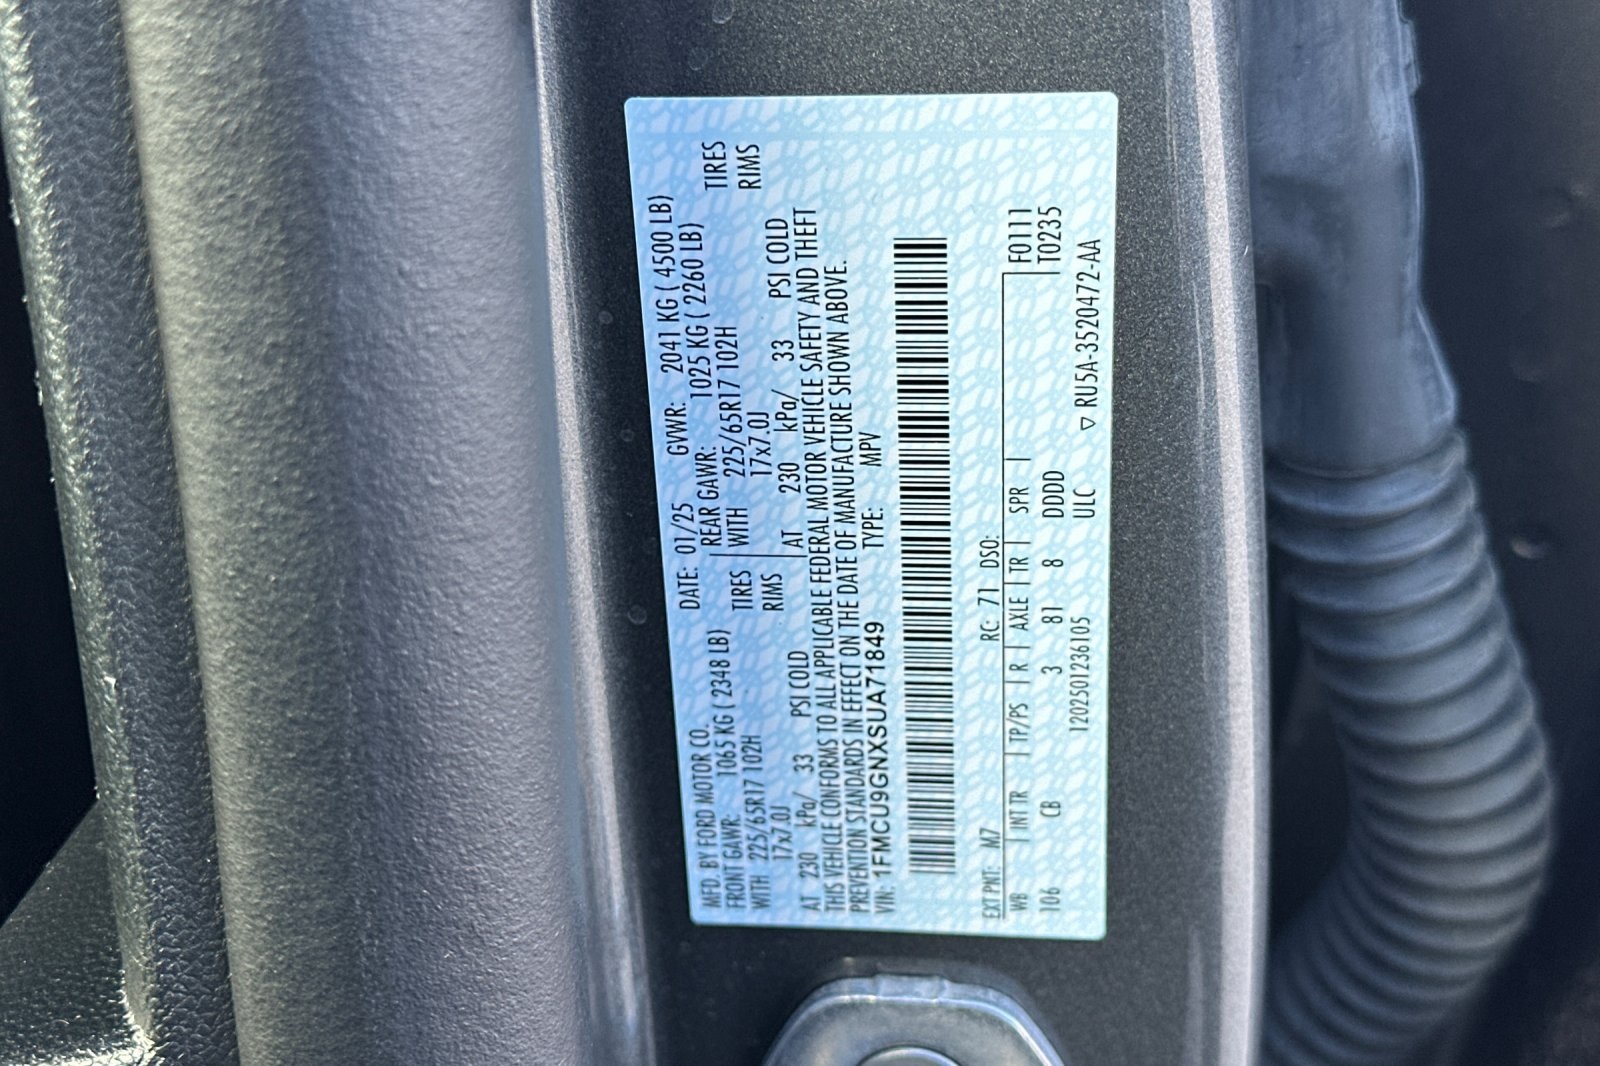 MFD. BY FORD MOTOR CO. DATE: 01/25 GVWR: 2041 KG ( 4500 LB)
FRONT GAWR: 1065 KG ( 2348 LB) REAR GAWR: 1025 KG ( 2260 LB)
WITH 225/65R17 102H TIRES WITH 225/65R17 102H TIRES
17x7.0J RIMS 17x7.0J RIMS
AT 230 kPa/ 33 PSI COLD AT 230 kPa/ 33 PSI COLD
THIS VEHICLE CONFORMS TO ALL APPLICABLE FEDERAL MOTOR VEHICLE SAFETY AND THEFT
PREVENTION STANDARDS IN EFFECT ON THE DATE OF MANUFACTURE SHOWN ABOVE.
VIN: 1FMCU9GNXSUA71849 TYPE: MPV
EXT PNT: M7 RC: 71 DSO: F0111
WB INT TR TP/PS R AXLE TR SPR T0235
106 CB 3 81 8 DDDD
1202501236105 ULC ▽ RU5A-3520472-AA